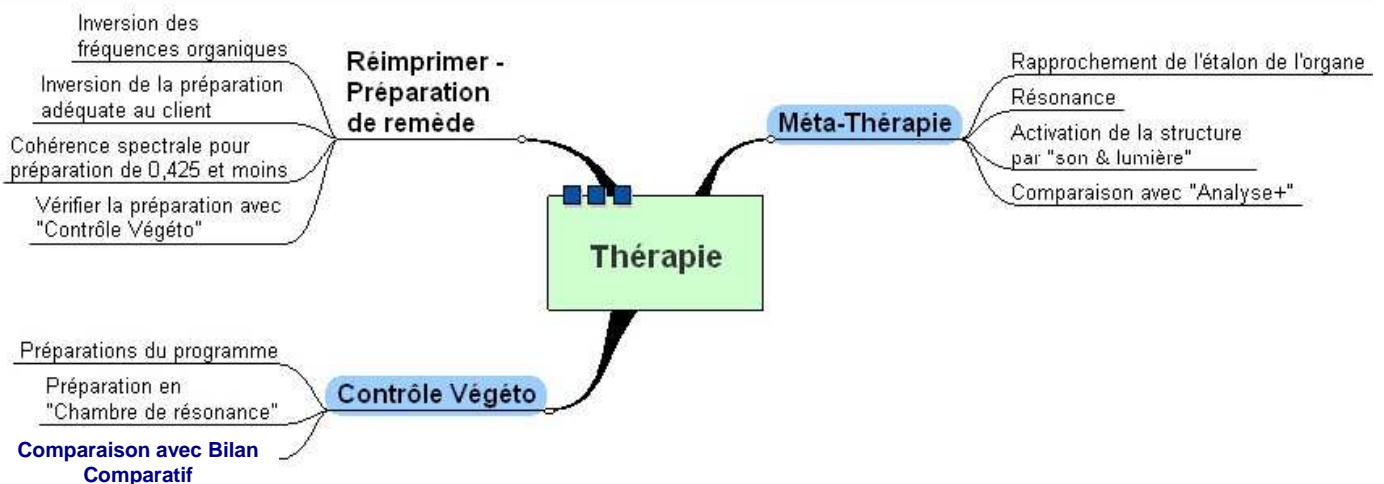 Inversion des
fréquences organiques
Inversion de la préparation
adéquate au client
Cohérence spectrale pour
préparation de 0,425 et moins
Vérifier la préparation avec
"Contrôle Végéto"
Réimprimer -
Préparation
de remède
Méta-Thérapie
Rapprochement de l'étalon de l'organe
Résonance
Activation de la structure
par "son & lumière"
Comparaison avec "Analyse+"
Thérapie
Préparations du programme
Préparation en
"Chambre de résonance"
Comparaison avec Bilan
Comparatif
Contrôle Végéto